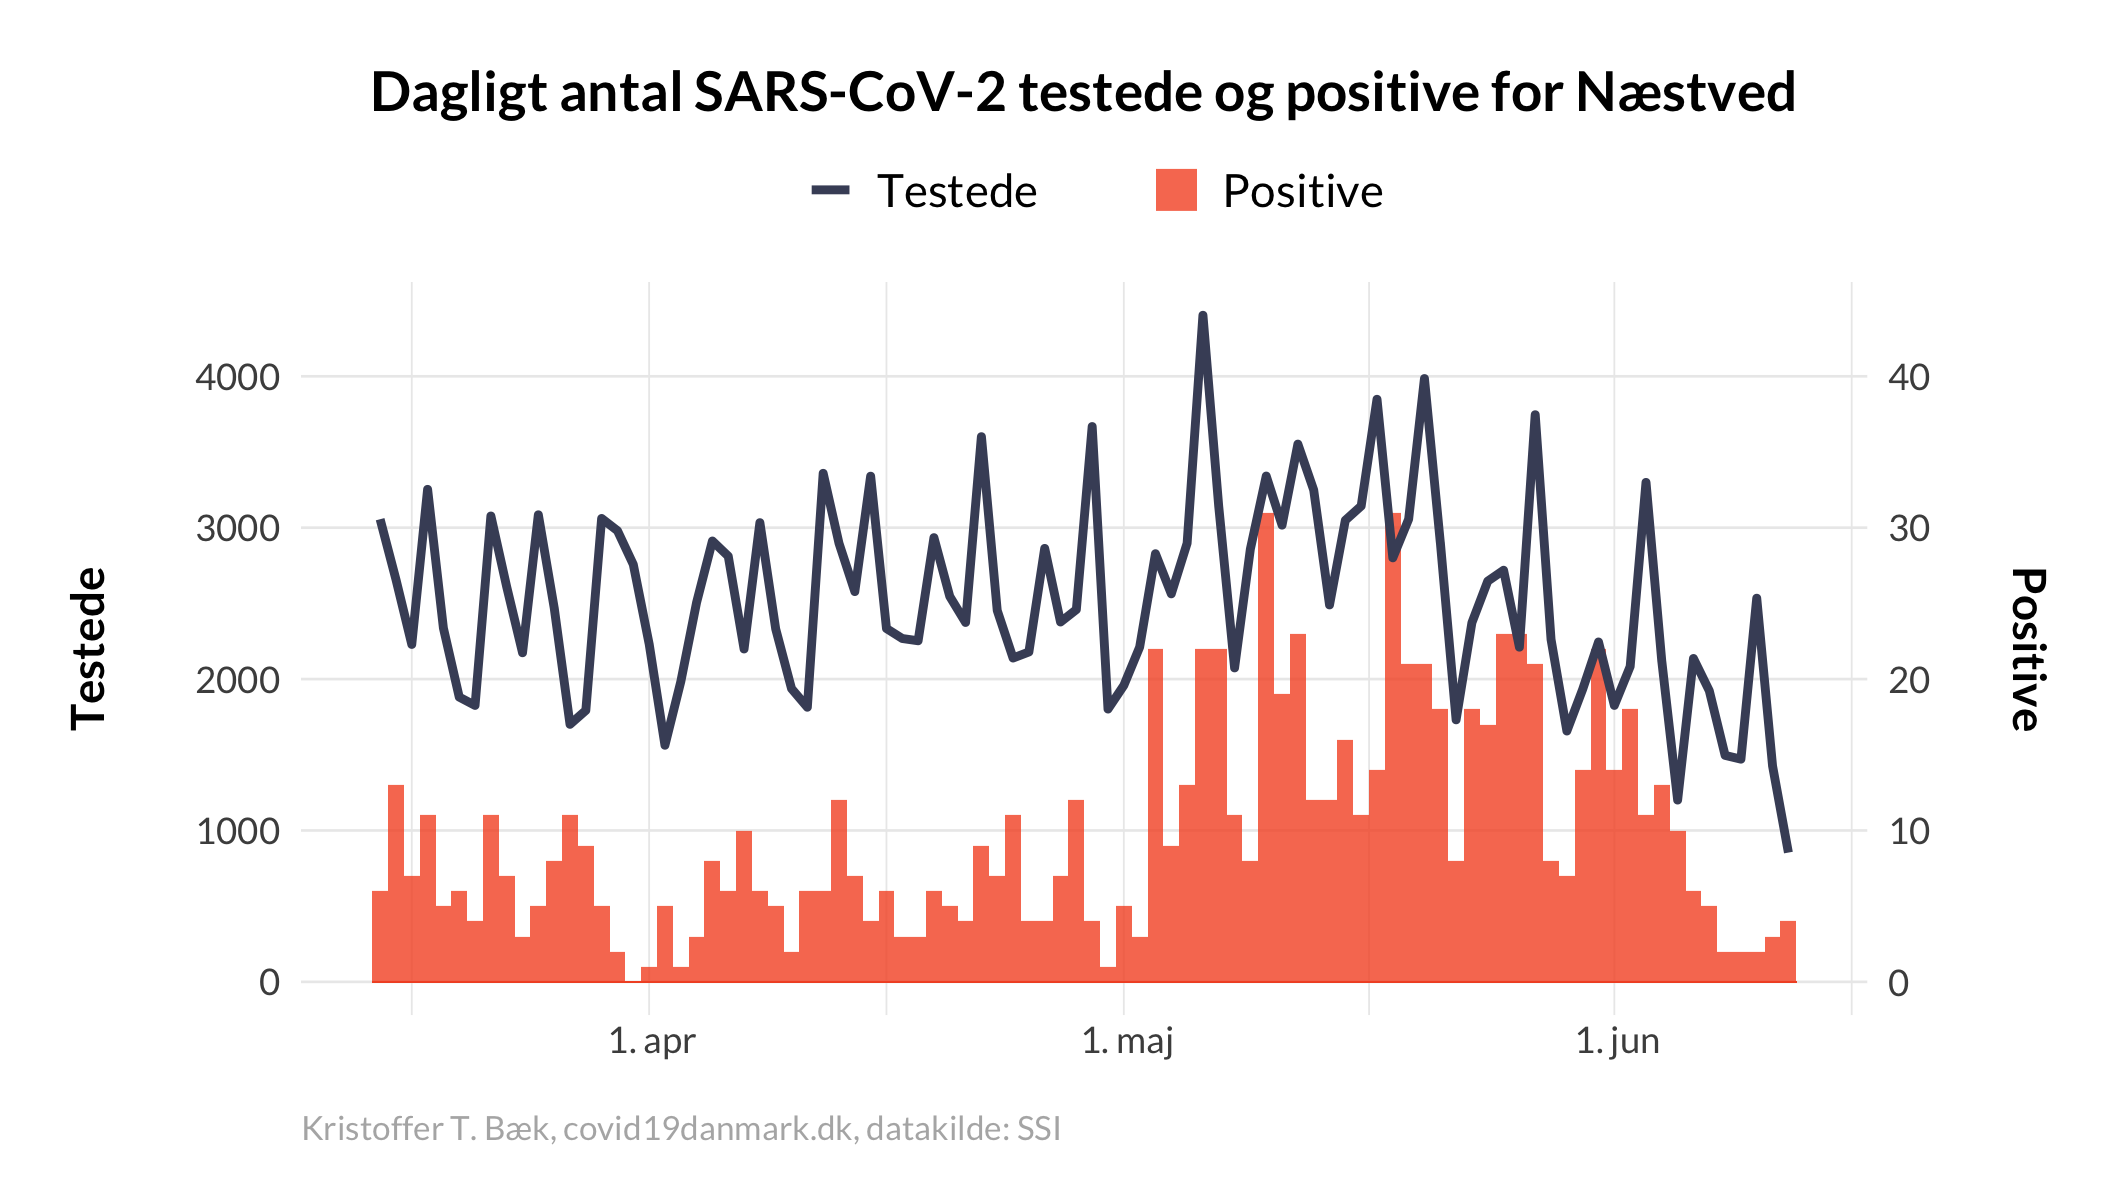 Dagligt antal SARS-CoV-2 testede og positive for Næstved
Testede
Positive
Testede
4000
3000
2000
1000
0
40
30
20
10
0
Positive
1. apr
1. maj
1. jun
Kristoffer T. Bæk, covid19danmark.dk, datakilde: SSI